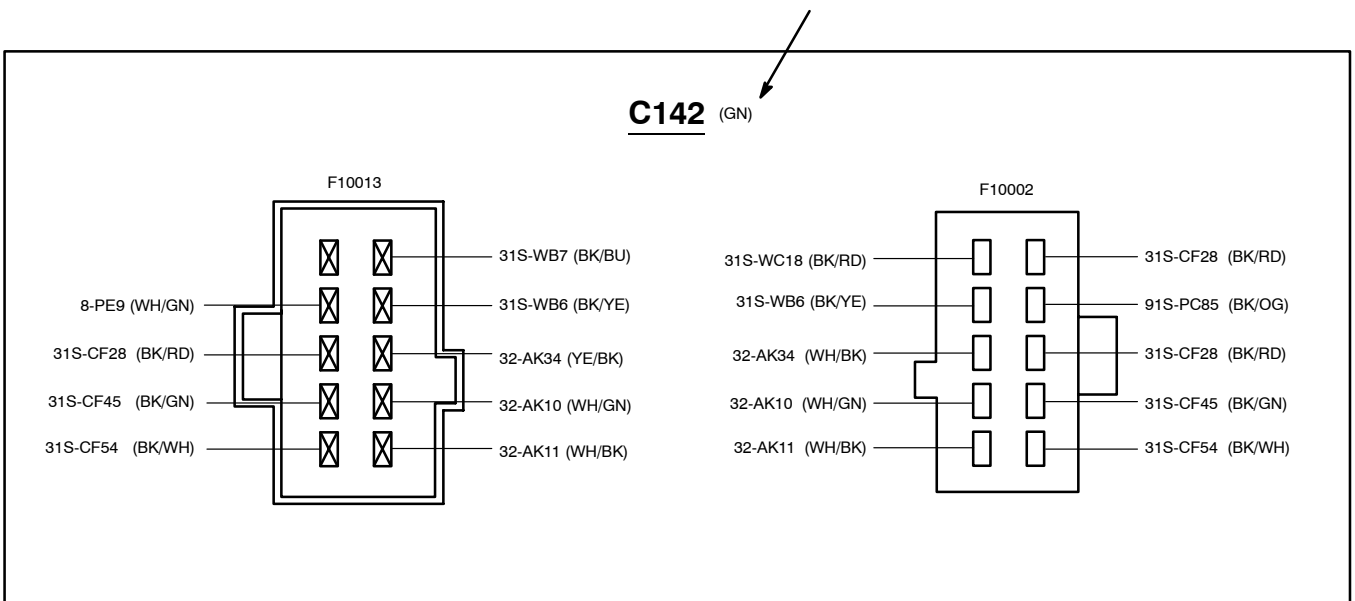 C142 (GN)
F10013
31S-WB7 (BK/BU)
8-PE9 (WH/GN)
31S-WB6 (BK/YE)
31S-CF28 (BK/RD)
32-AK34 (YE/BK)
31S-CF45 (BK/GN)
32-AK10 (WH/GN)
31S-CF54 (BK/WH)
32-AK11 (WH/BK)
F10002
31S-WC18 (BK/RD)
31S-CF28 (BK/RD)
31S-WB6 (BK/YE)
91S-PC85 (BK/OG)
32-AK34 (WH/BK)
31S-CF28 (BK/RD)
32-AK10 (WH/GN)
31S-CF45 (BK/GN)
32-AK11 (WH/BK)
31S-CF54 (BK/WH)